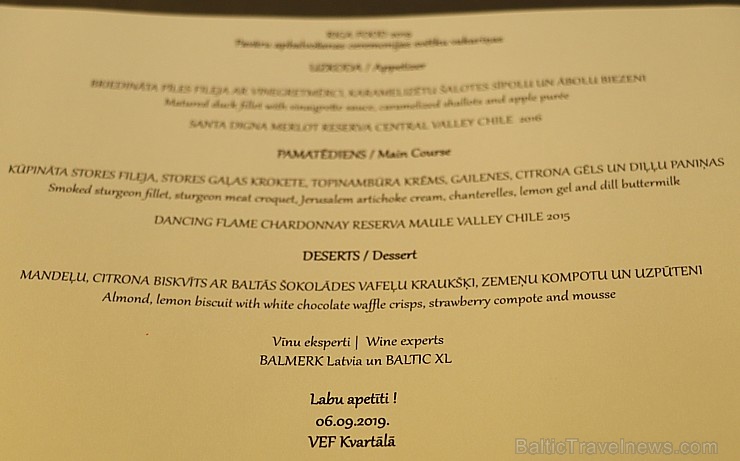 RIGA FOOD 2019
UZKODA / Appetizer
BRIEDINĀTA PĪLES FILEJA AR VINEGRETMĒRCI, KARAMELIZĒTU ŠALOTES SĪPOLU UN ĀBOLU BIEZENI
Matured duck fillet with vinaigrette sauce, caramelized shallots and apple purée
SANTA DIGNA MERLOT RESERVA CENTRAL VALLEY CHILE 2016
PAMATĒDIENS / Main Course
KŪPINĀTA STORES FILEJA, STORES GAĻAS KROKETE, TOPINAMBŪRA KRĒMS, GAILENES, CITRONA GĒLS UN DIĻĻU PANIŅAS
Smoked sturgeon fillet, sturgeon meat croquet, Jerusalem artichoke cream, chanterelles, lemon gel and dill buttermilk
DANCING FLAME CHARDONNAY RESERVA MAULE VALLEY CHILE 2015
DESERTS / Dessert
MANDEĻU, CITRONA BISKVĪTS AR BALTĀS ŠOKOLĀDES VAFEĻU KRAUKŠĶI, ZEMEŅU KOMPOTU UN UZPŪTENI
Almond, lemon biscuit with white chocolate waffle crisps, strawberry compote and mousse
Vīnu eksperti | Wine experts
BALMERK Latvia un BALTIC XL
Labu apetīti !
06.09.2019.
VEF Kvartālā
BalticTravelnews.com